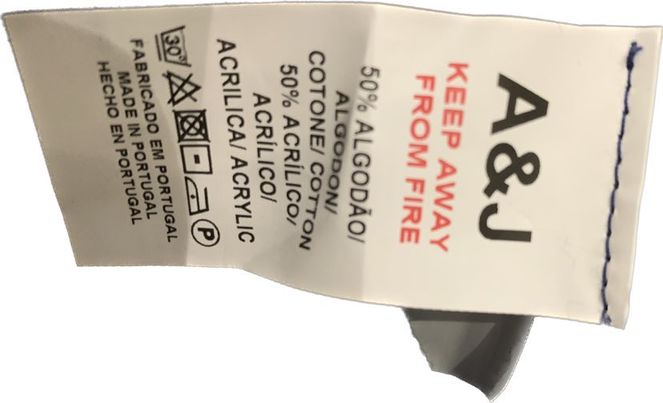 A&J
KEEP AWAY
FROM FIRE
50% ALGODÃO/
ALGODON/
COTONE/ COTTON
50% ACRÍLICO/
ACRÍLICO/
ACRILICA/ ACRYLIC
30° P
FABRICADO EM PORTUGAL
MADE IN PORTUGAL
HECHO EN PORTUGAL